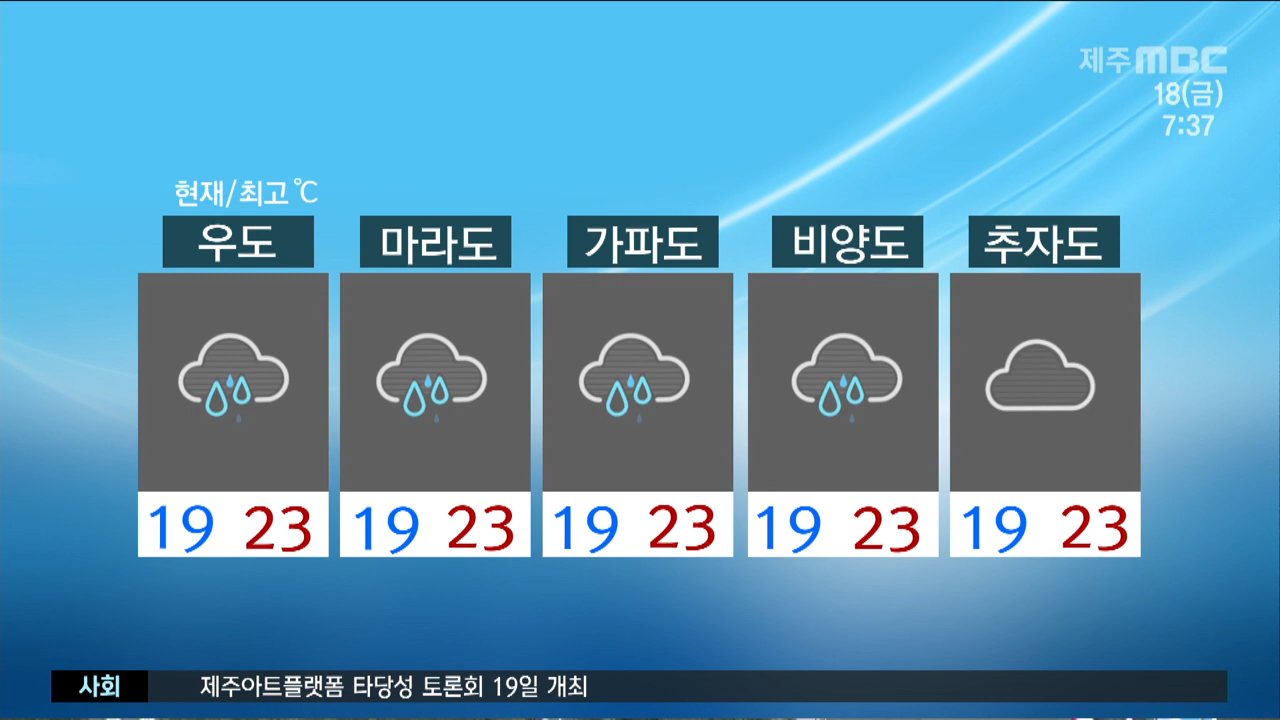 제주MBC
18(금)
7:37
현재/최고℃
우도 마라도 가파도 비양도 추자도
19 23 19 23 19 23 19 23 19 23
사회 제주아트플랫폼 타당성 토론회 19일 개최